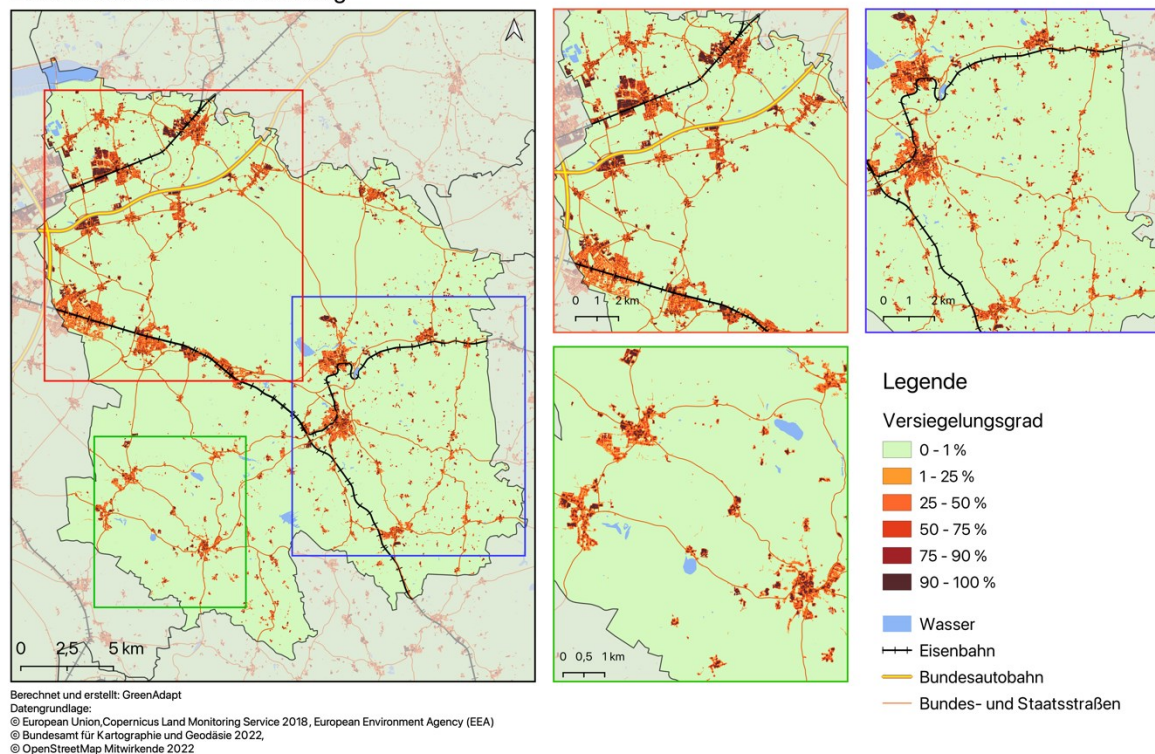 0 2,5 5 km
0 1 2 km
0 1 2 km
0 0,5 1 km
Legende
Versiegelungsgrad
0 - 1 %
1 - 25 %
25 - 50 %
50 - 75 %
75 - 90 %
90 - 100 %
Wasser
Eisenbahn
Bundesautobahn
Bundes- und Staatsstraßen
Berechnet und erstellt: GreenAdapt
Datengrundlage:
© European Union,Copernicus Land Monitoring Service 2018, European Environment Agency (EEA)
© Bundesamt für Kartographie und Geodäsie 2022,
© OpenStreetMap Mitwirkende 2022